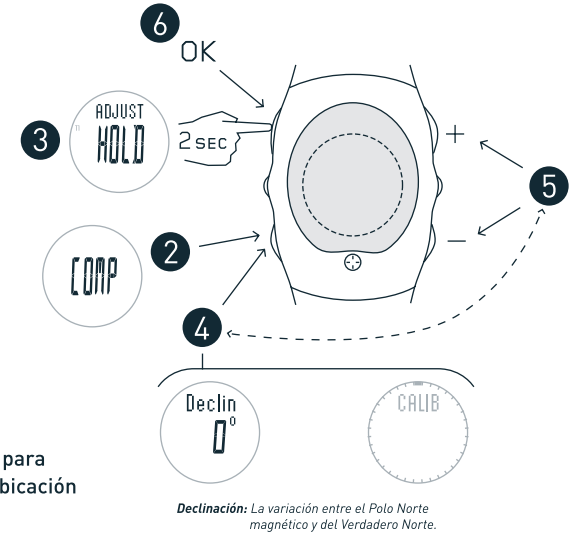 6
OK
ADJUST
HOLD
3
2 SEC
+
5
COMP
2
–
4
Declin
0°
CALIB
para
bicación
Declinación: La variación entre el Polo Norte
magnético y del Verdadero Norte.